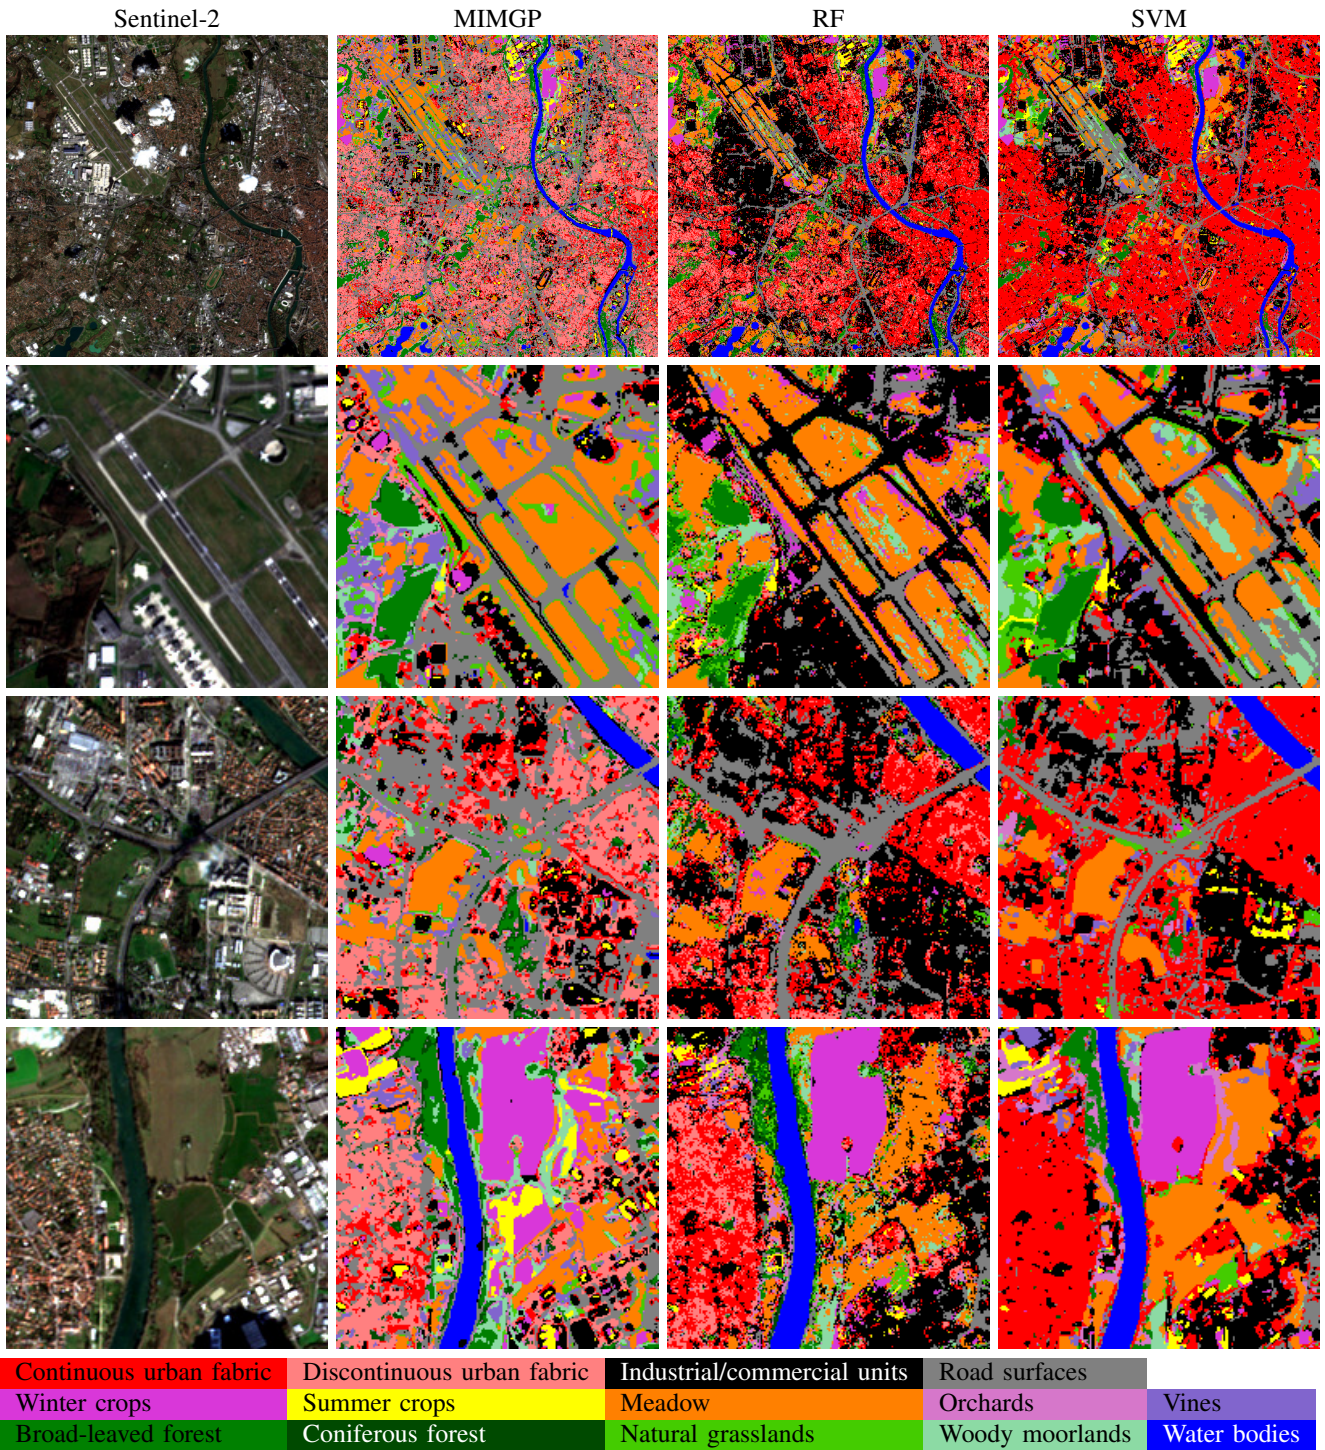 Sentinel-2 MIMGP RF SVM
Continuous urban fabric Discontinuous urban fabric Industrial/commercial units Road surfaces
Winter crops Summer crops Meadow Orchards Vines
Broad-leaved forest Coniferous forest Natural grasslands Woody moorlands Water bodies